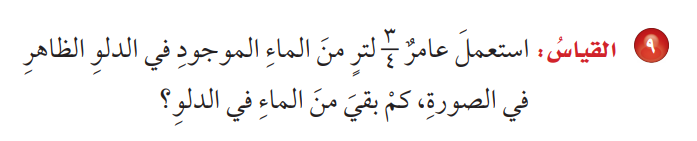 ٩ القياسُ: استعملَ عامرٌ ٣/٤ لترٍ منَ الماءِ الموجودِ في الدلوِ الظاهرِ
في الصورةِ، كمْ بقيَ منَ الماءِ في الدلوِ؟